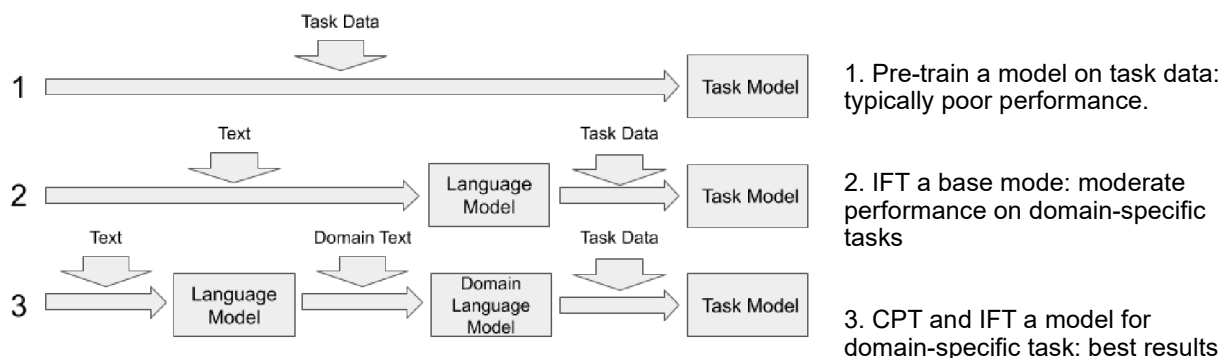 Task Data
1
Task Model
1. Pre-train a model on task data:
typically poor performance.
Text
Task Data
2
Language
Model
Task Model
2. IFT a base mode: moderate
performance on domain-specific
tasks
Text
Domain Text
Task Data
3
Language
Model
Domain
Language
Model
Task Model
3. CPT and IFT a model for
domain-specific task: best results